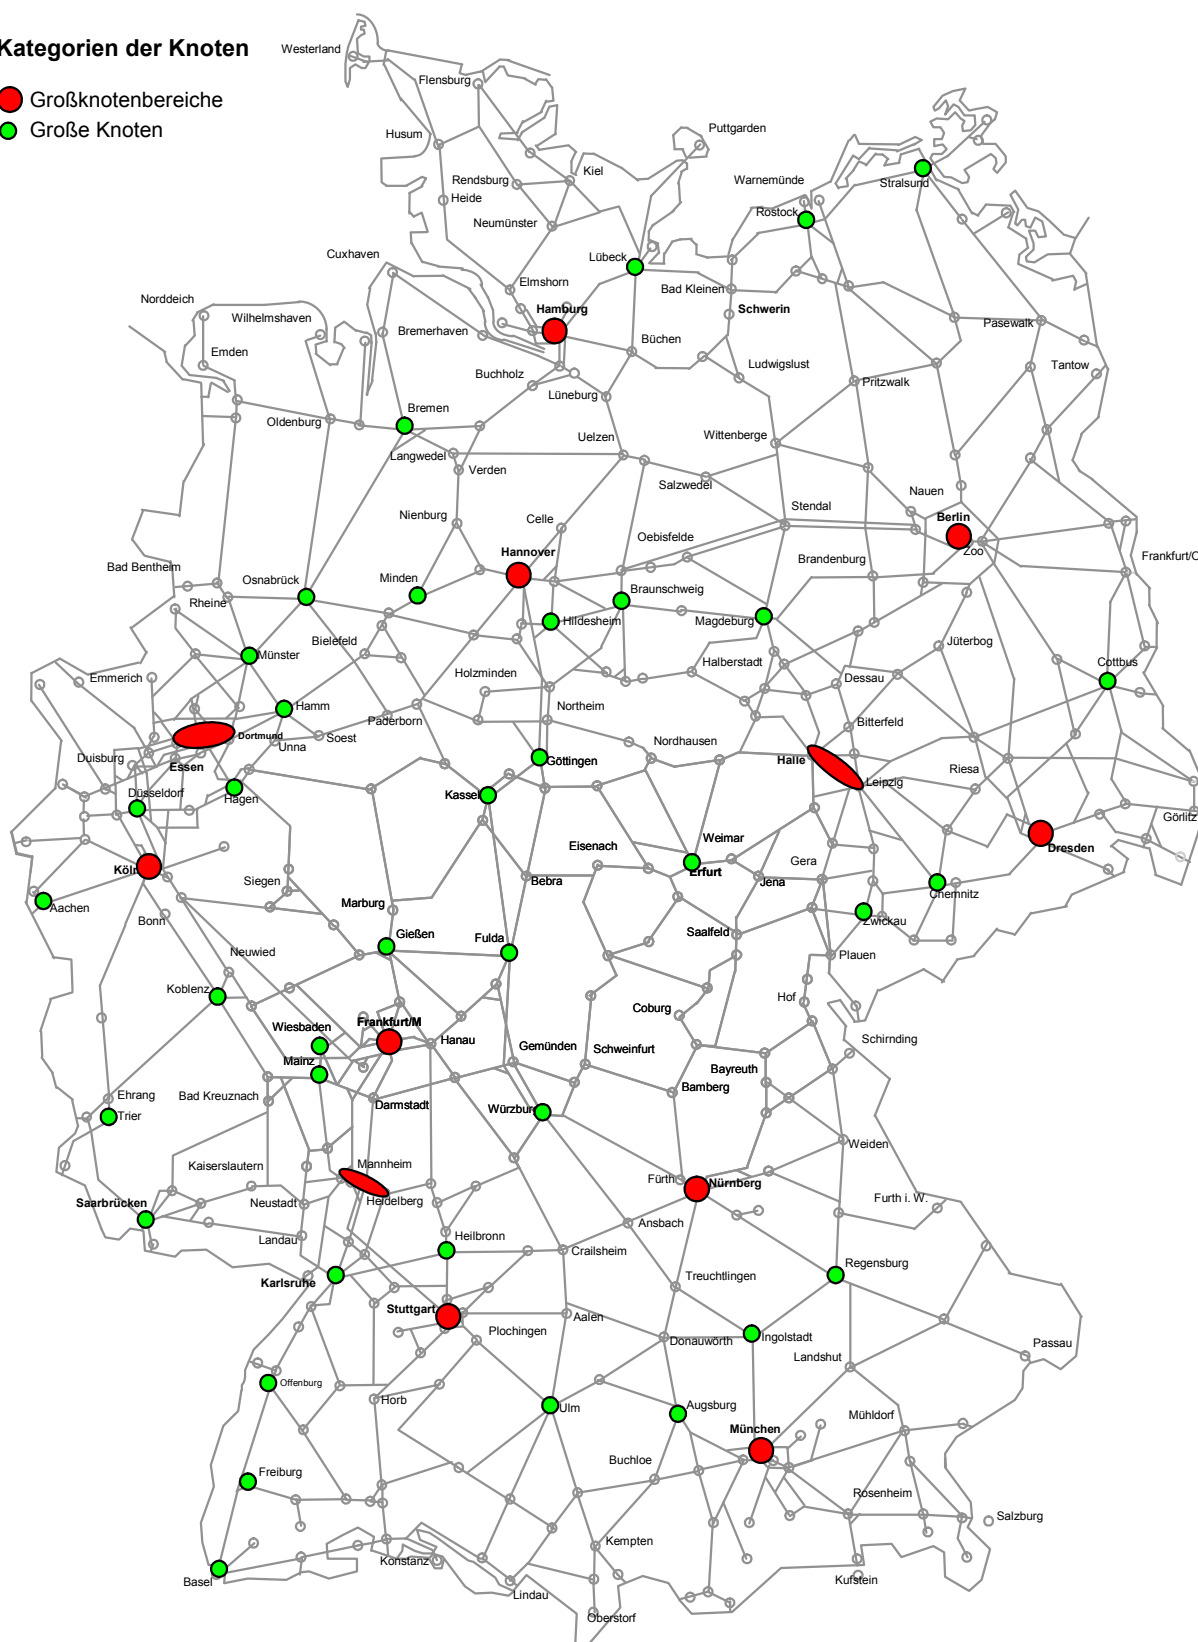 Kategorien der Knoten
Großknotenbereiche
Große Knoten
Westerland
Flensburg
Husum
Puttgarden
Kiel
Rendsburg
Heide
Neumünster
Warnemünde
Stralsund
Rostock
Cuxhaven
Lübeck
Elmshorn
Bad Kleinen
Norddeich
Hamburg
Schwerin
Wilhelmshaven
Bremerhaven
Pasewalk
Emden
Büchen
Buchholz
Ludwigslust
Tantow
Lüneburg
Pritzwalk
Bremen
Oldenburg
Uelzen
Wittenberge
Langwedel
Verden
Salzwedel
Nauen
Stendal
Nienburg
Celle
Berlin
Oebisfelde
Zoo
Hannover
Brandenburg
Frankfurt/O
Bad Bentheim
Osnabrück
Minden
Braunschweig
Rheine
Hildesheim
Magdeburg
Bielefeld
Jüterbog
Münster
Halberstadt
Cottbus
Emmerich
Holzminden
Dessau
Hamm
Paderborn
Northeim
Bitterfeld
Dortmund
Soest
Unna
Nordhausen
Duisburg
Essen
Göttingen
Halle
Riesa
Leipzig
Düsseldorf
Hagen
Kassel
Görlitz
Weimar
Eisenach
Dresden
Köln
Erfurt
Gera
Siegen
Bebra
Jena
Chemnitz
Aachen
Marburg
Bonn
Zwickau
Gießen
Fulda
Saalfeld
Neuwied
Plauen
Koblenz
Hof
Coburg
Wiesbaden
Frankfurt/M
Hanau
Schirnding
Gemünden
Schweinfurt
Mainz
Bayreuth
Ehrang
Bad Kreuznach
Darmstadt
Bamberg
Trier
Würzburg
Weiden
Kaiserslautern
Mannheim
Fürth
Nürnberg
Saarbrücken
Neustadt
Heidelberg
Furth i. W.
Ansbach
Landau
Heilbronn
Crailsheim
Regensburg
Karlsruhe
Treuchtlingen
Stuttgart
Aalen
Plochingen
Donauwörth
Ingolstadt
Passau
Landshut
Offenburg
Horb
Ulm
Augsburg
Mühldorf
München
Buchloe
Freiburg
Rosenheim
Salzburg
Kempten
Konstanz
Basel
Kufstein
Lindau
Oberstorf